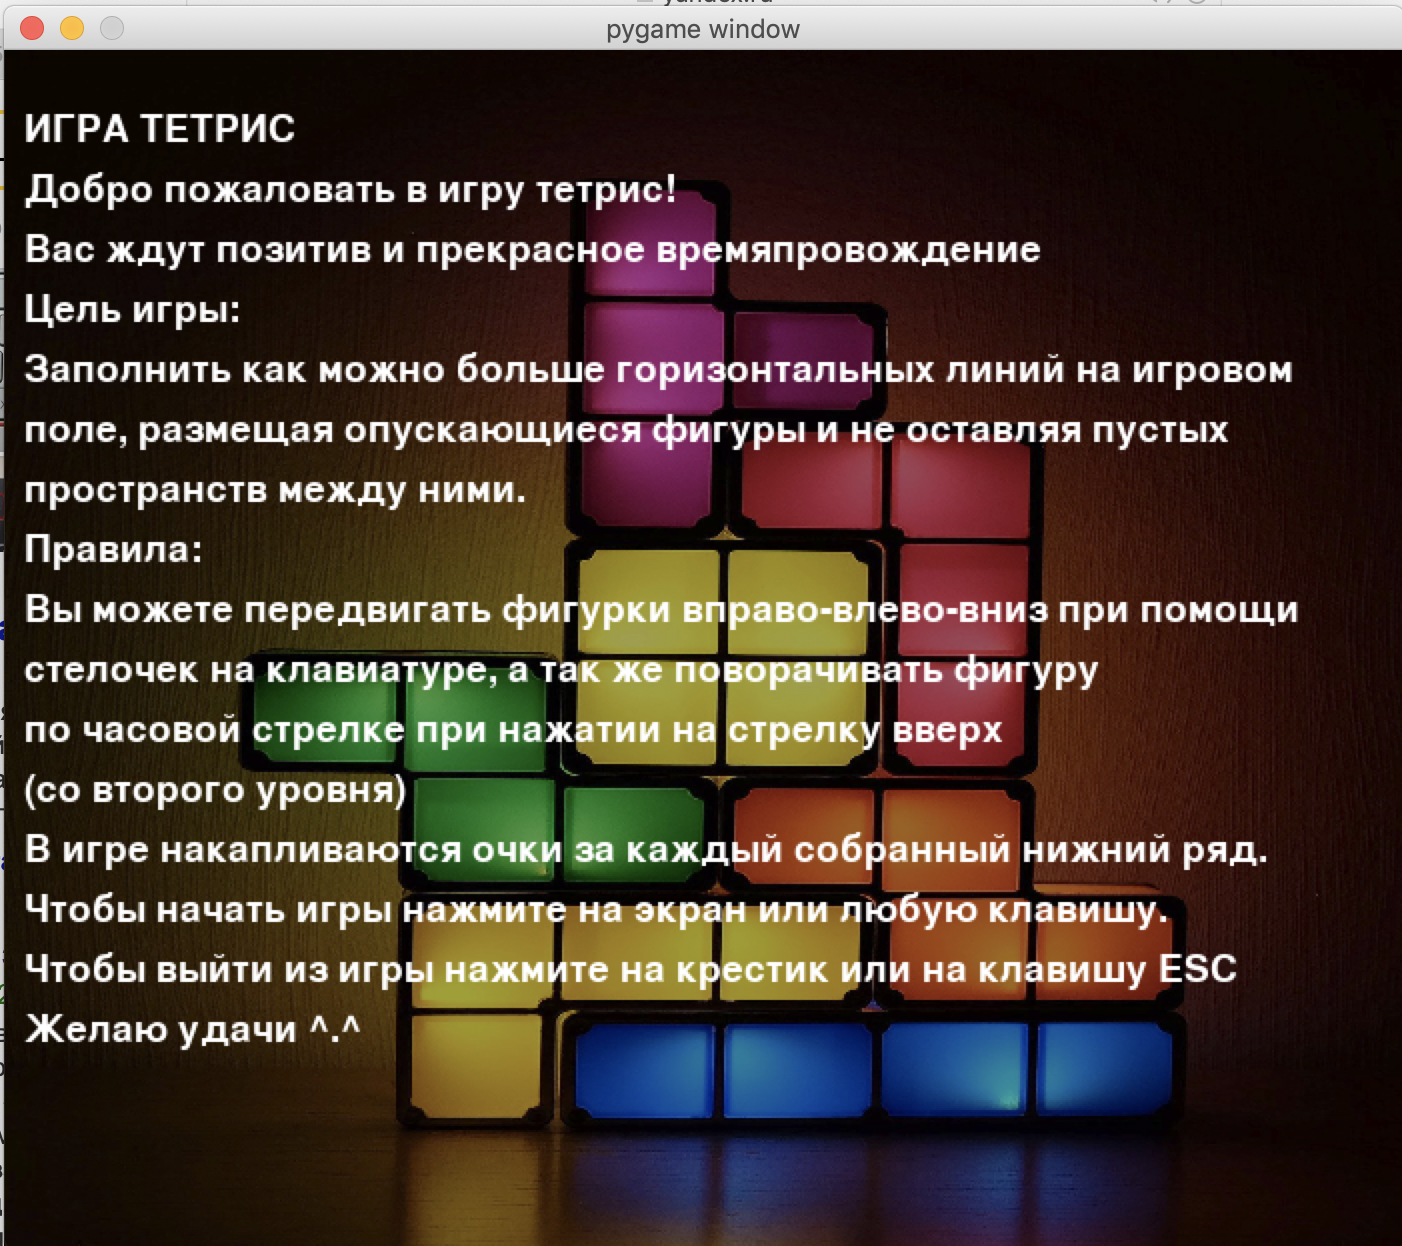 pygame window
ИГРА ТЕТРИС
Добро пожаловать в игру тетрис!
Вас ждут позитив и прекрасное времяпровождение
Цель игры:
Заполнить как можно больше горизонтальных линий на игровом
поле, размещая опускающиеся фигуры и не оставляя пустых
пространств между ними.
Правила:
Вы можете передвигать фигурки вправо-влево-вниз при помощи
стелочек на клавиатуре, а так же поворачивать фигуру
по часовой стрелке при нажатии на стрелку вверх
(со второго уровня)
В игре накапливаются очки за каждый собранный нижний ряд.
Чтобы начать игры нажмите на экран или любую клавишу.
Чтобы выйти из игры нажмите на крестик или на клавишу ESC
Желаю удачи ^.^